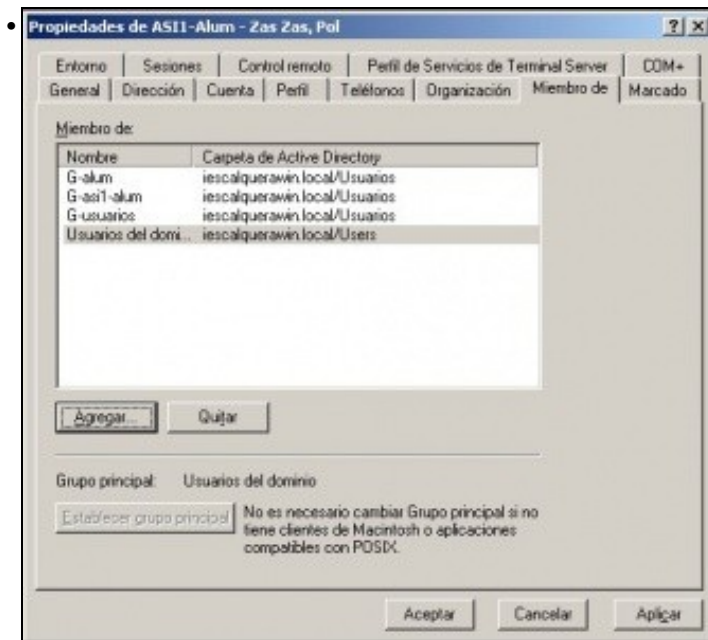 Propiedades de ASI1-Alum - Zas Zas, Pol
Entorno Sesiones Control remoto Perfil de Servicios de Terminal Server COM+
General Dirección Cuenta Perfil Teléfonos Organización Miembro de Marcado
Miembro de:
Nombre Carpeta de Active Directory
G-alum iescalquerawin.local/Usuarios
G-asi1-alum iescalquerawin.local/Usuarios
G-usuarios iescalquerawin.local/Usuarios
Usuarios del domi... iescalquerawin.local/Users
Agregar... Quitar
Grupo principal: Usuarios del dominio
Establecer grupo principal No es necesario cambiar Grupo principal si no
tiene clientes de Macintosh o aplicaciones
compatibles con POSIX.
Aceptar Cancelar Aplicar